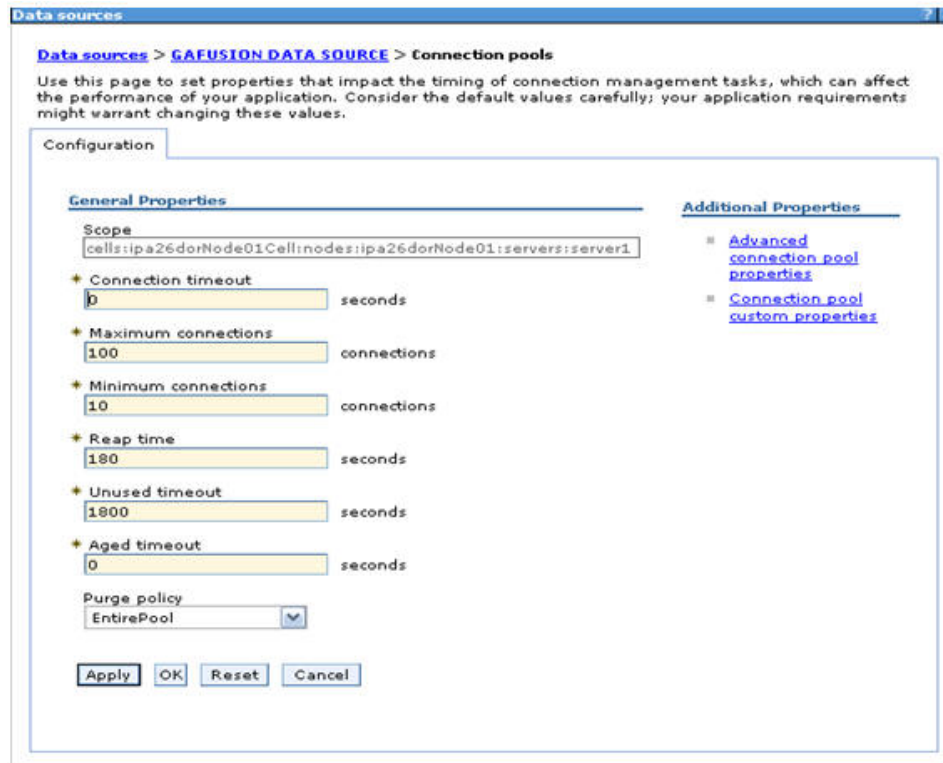 Data sources
?
Data sources > GAFUSION DATA SOURCE > Connection pools
Use this page to set properties that impact the timing of connection management tasks, which can affect
the performance of your application. Consider the default values carefully; your application requirements
might warrant changing these values.
Configuration
General Properties
Scope
cells:ipa26dorNode01Cell:nodes:ipa26dorNode01:servers:server1
* Connection timeout
0 seconds
* Maximum connections
100 connections
* Minimum connections
10 connections
* Reap time
180 seconds
* Unused timeout
1800 seconds
* Aged timeout
0 seconds
Purge policy
EntirePool
Apply OK Reset Cancel
Additional Properties
Advanced
connection pool
properties
Connection pool
custom properties